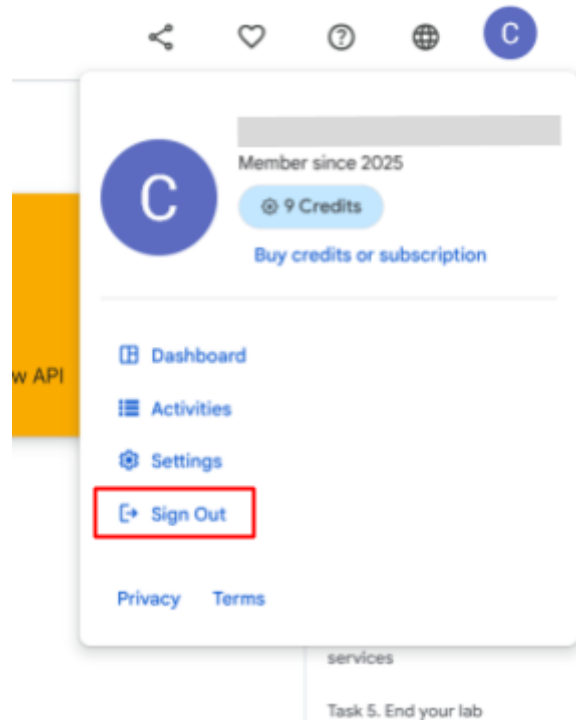 C
C
Member since 2025
9 Credits
Buy credits or subscription
Dashboard
w API
Activities
Settings
Sign Out
Privacy Terms
services
Task 5. End your lab